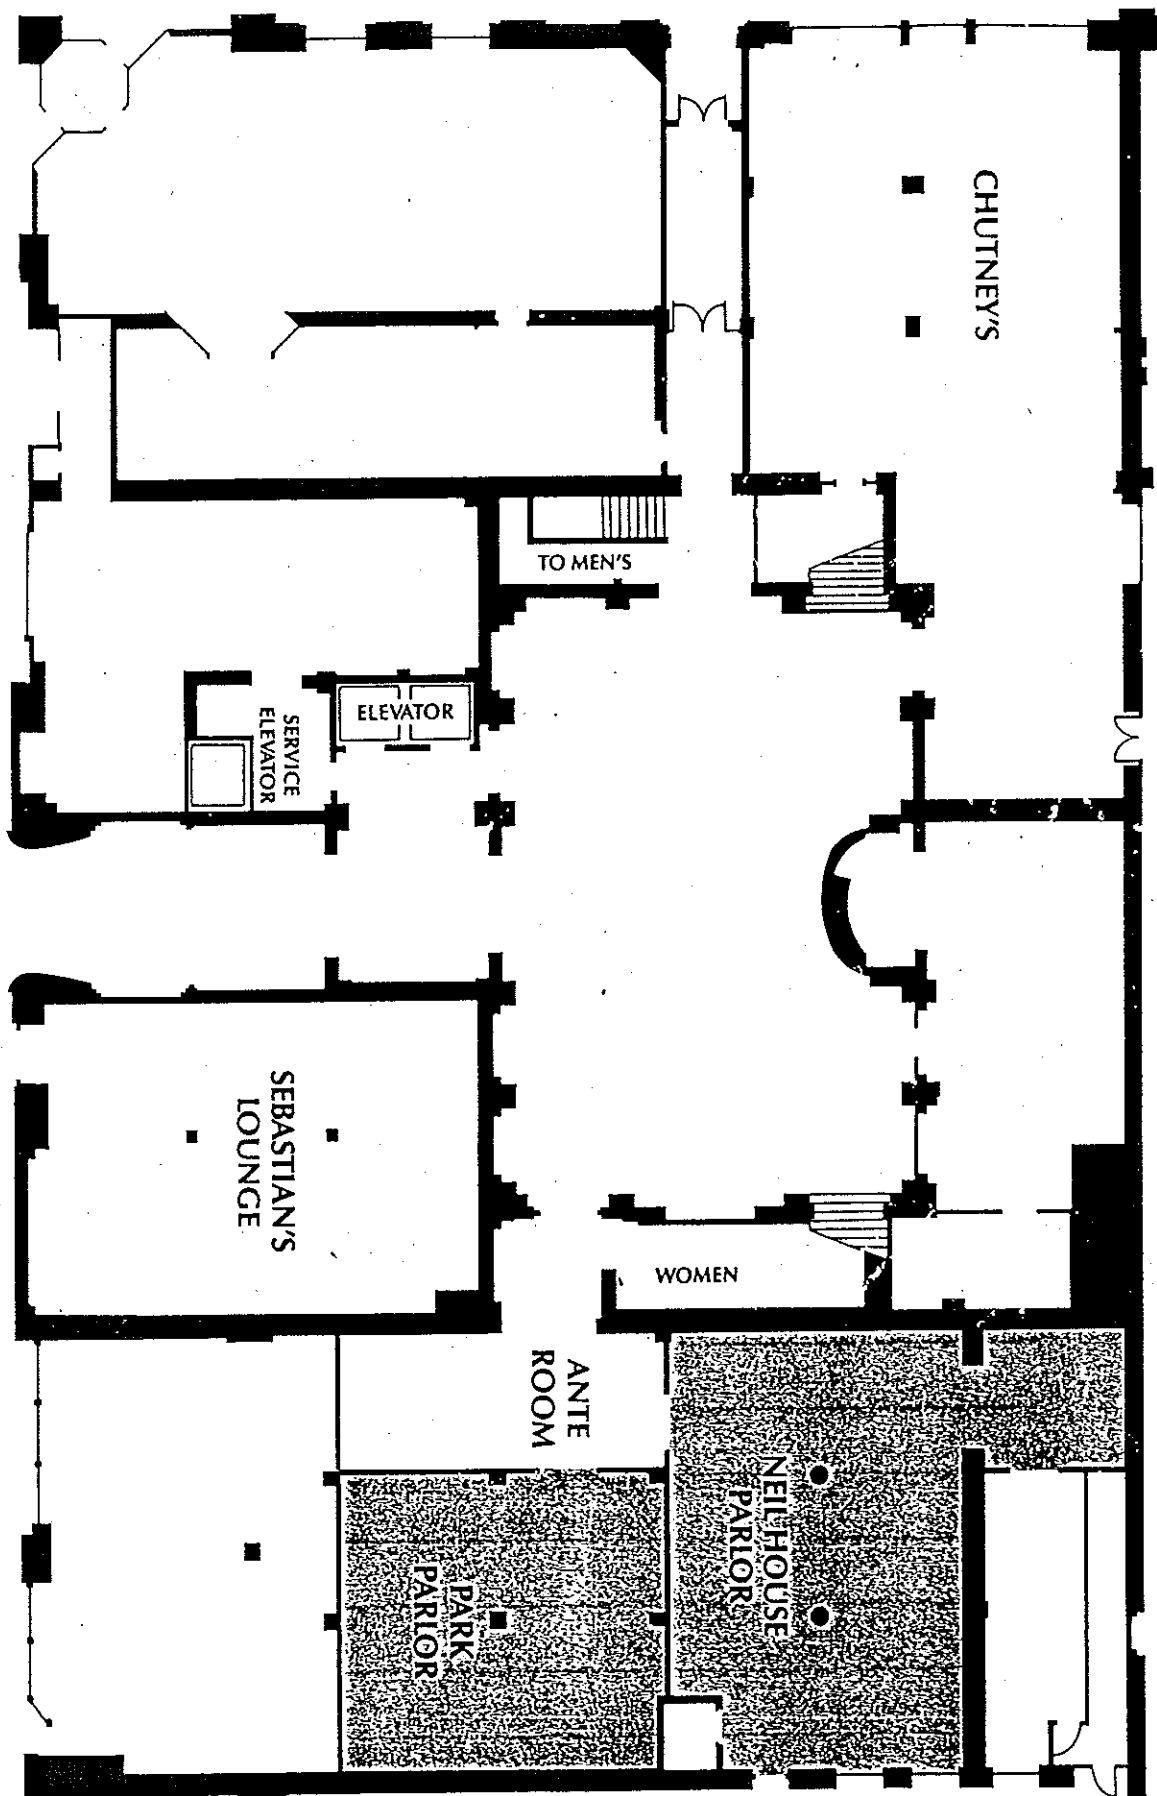 CHUTNEY'S
TO MEN'S
ELEVATOR
SERVICE
ELEVATOR
SEBASTIAN'S
LOUNGE
WOMEN
ANTE
ROOM
NEIL HOUSE
PARLOR
PARK
PARLOR